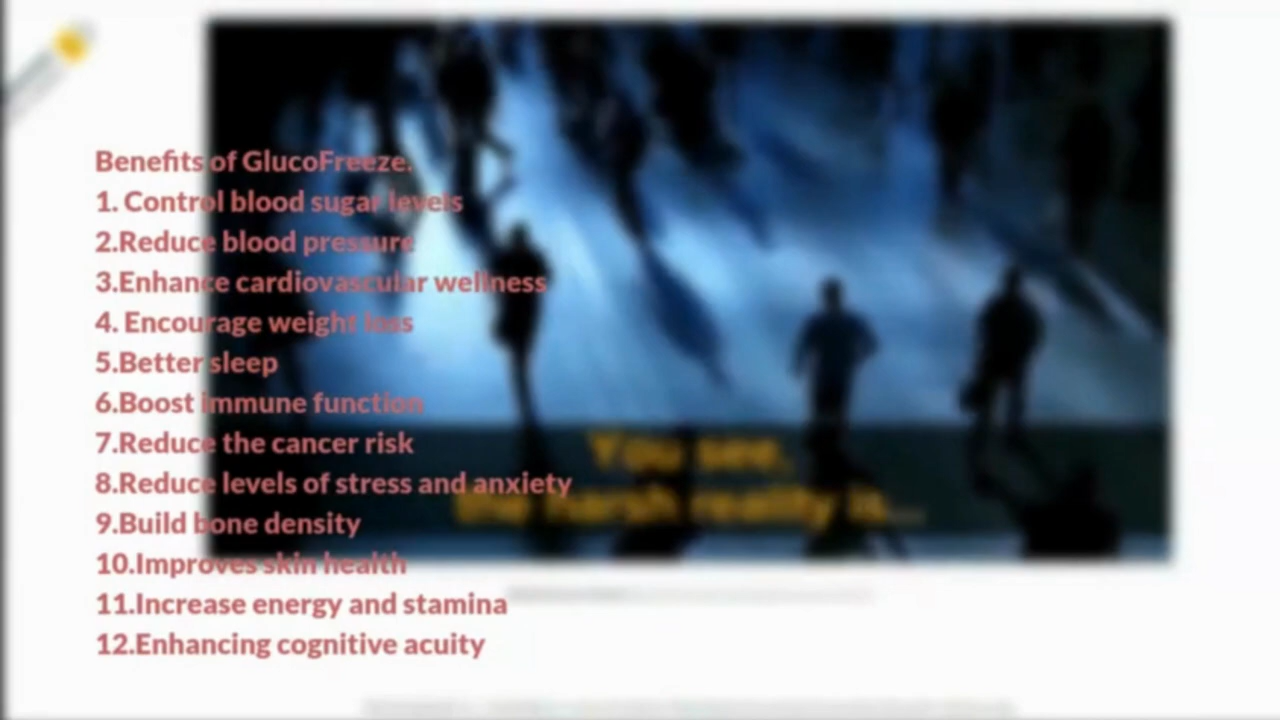 Benefits of GlucoFreeze.
1. Control blood sugar levels
2.Reduce blood pressure
3.Enhance cardiovascular wellness
4. Encourage weight loss
5.Better sleep
6.Boost immune function
7.Reduce the cancer risk
8.Reduce levels of stress and anxiety
9.Build bone density
10.Improves skin health
11.Increase energy and stamina
12.Enhancing cognitive acuity
You see,
the harsh reality is...